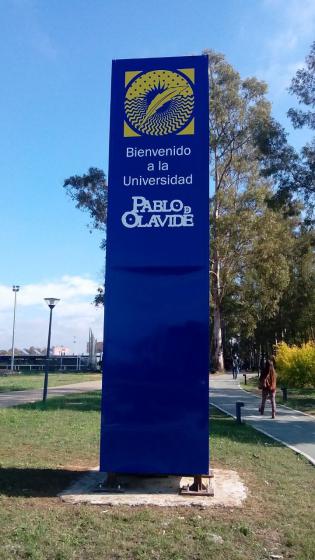 Bienvenido
a la
Universidad
PABLO DE
OLAVIDE